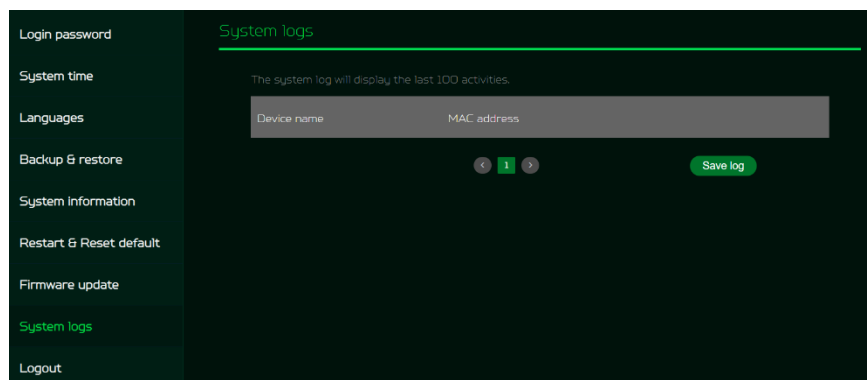 Login password
System time
Languages
Backup & restore
System information
Restart & Reset default
Firmware update
System logs
Logout
System logs
The system log will display the last 100 activities.
Device name MAC address
< 1 >
Save log